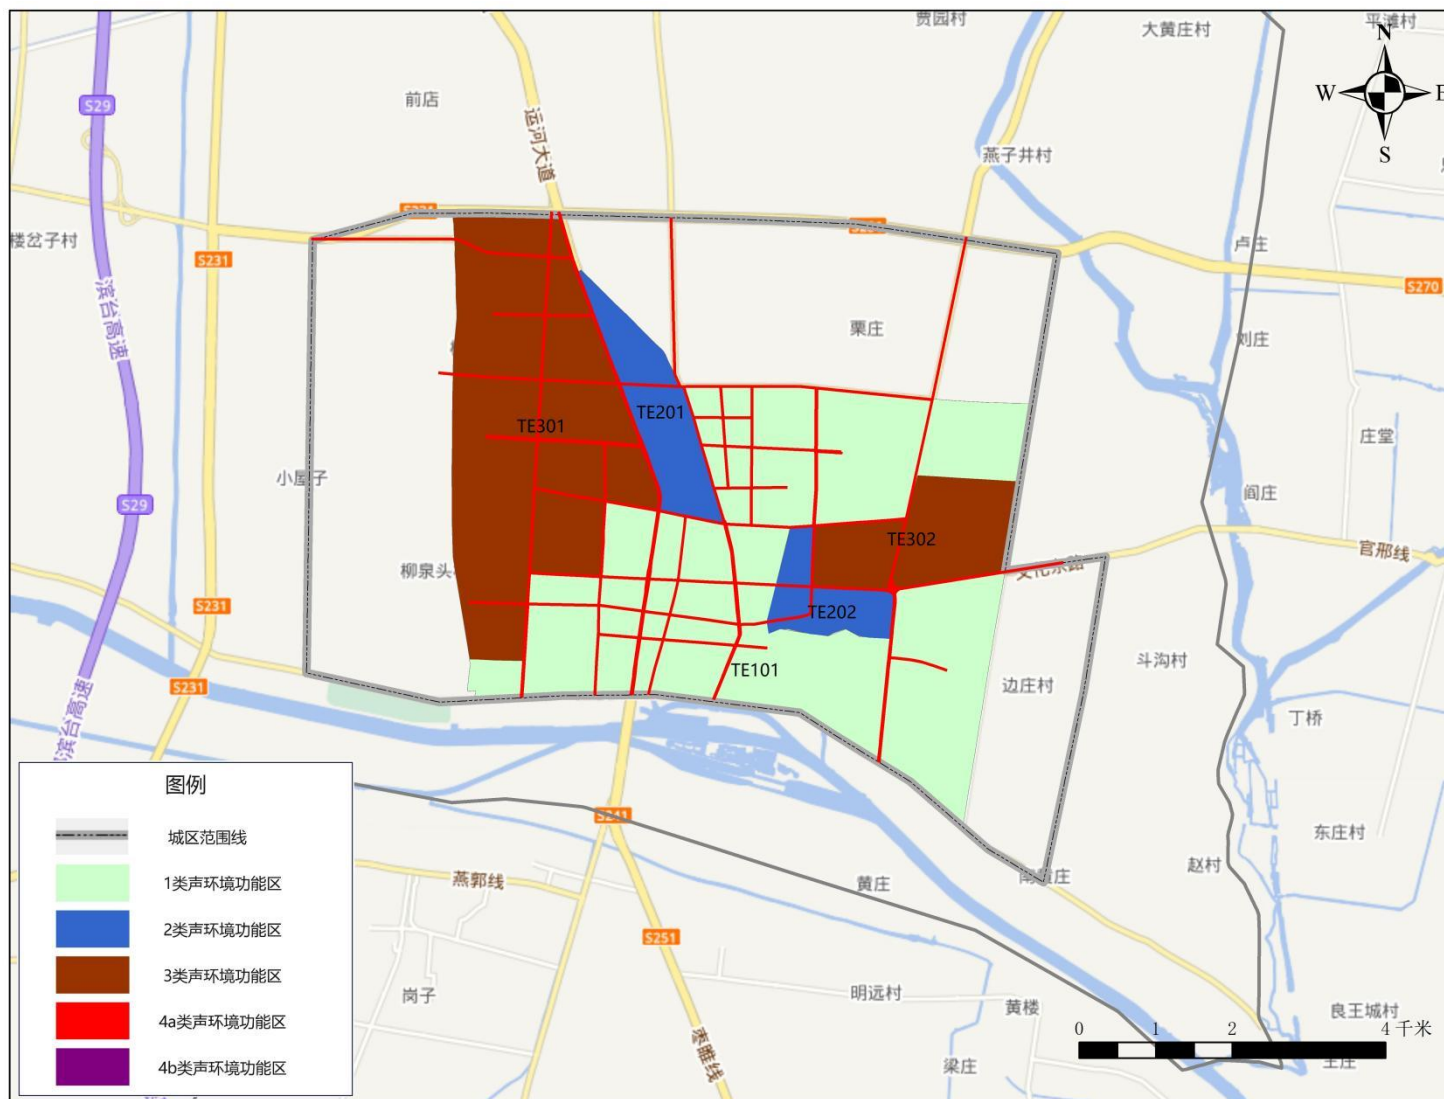 贾园村
大黄庄村
平滩村
N
W
E
S
S29
前店
运河大道
燕子井村
楼岔子村
S231
卢庄
S270
滨台高速
栗庄
刘庄
TE201
TE301
庄堂
小屋子
阎庄
S29
TE302
官邢线
柳泉头
文化东路
S231
TE202
斗沟村
TE101
边庄村
S231
丁桥
滨台高速
图例
城区范围线
1类声环境功能区
2类声环境功能区
3类声环境功能区
4a类声环境功能区
4b类声环境功能区
S241
东庄村
赵村
燕郭线
黄庄
S251
岗子
明远村
黄楼
良王城村
0 1 2 4 千米
枣睢线
梁庄
王庄